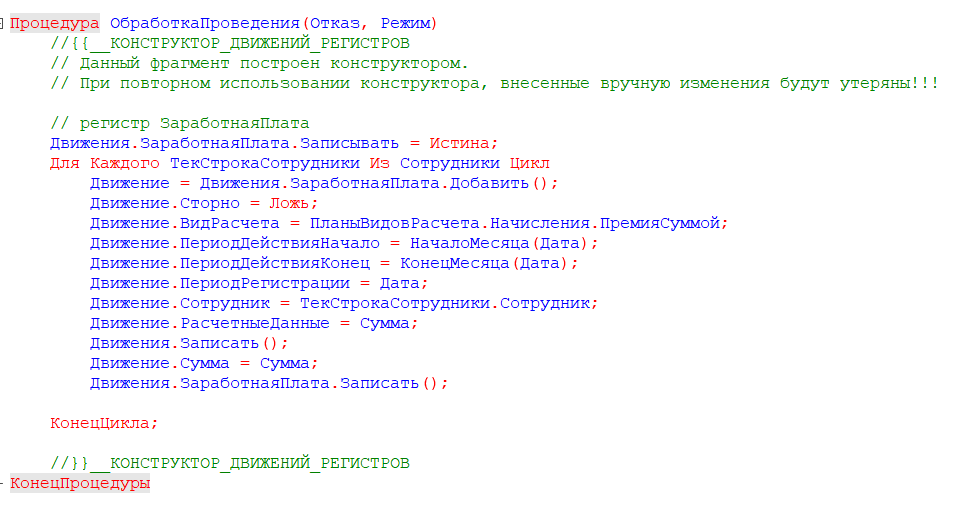 Процедура ОбработкаПроведения(Отказ, Режим)
//{{__КОНСТРУКТОР_ДВИЖЕНИЙ_РЕГИСТРОВ
// Данный фрагмент построен конструктором.
// При повторном использовании конструктора, внесенные вручную изменения будут утеряны!!!
// регистр ЗаработнаяПлата
Движения.ЗаработнаяПлата.Записывать = Истина;
Для Каждого ТекСтрокаСотрудники Из Сотрудники Цикл
Движение = Движения.ЗаработнаяПлата.Добавить();
Движение.Сторно = Ложь;
Движение.ВидРасчета = ПланыВидовРасчета.Начисления.ПремияСуммой;
Движение.ПериодДействияНачало = НачалоМесяца(Дата);
Движение.ПериодДействияКонец = КонецМесяца(Дата);
Движение.ПериодРегистрации = Дата;
Движение.Сотрудник = ТекСтрокаСотрудники.Сотрудник;
Движение.РасчетныеДанные = Сумма;
Движения.Записать();
Движение.Сумма = Сумма;
Движения.ЗаработнаяПлата.Записать();
КонецЦикла;
//}}__КОНСТРУКТОР_ДВИЖЕНИЙ_РЕГИСТРОВ
КонецПроцедуры